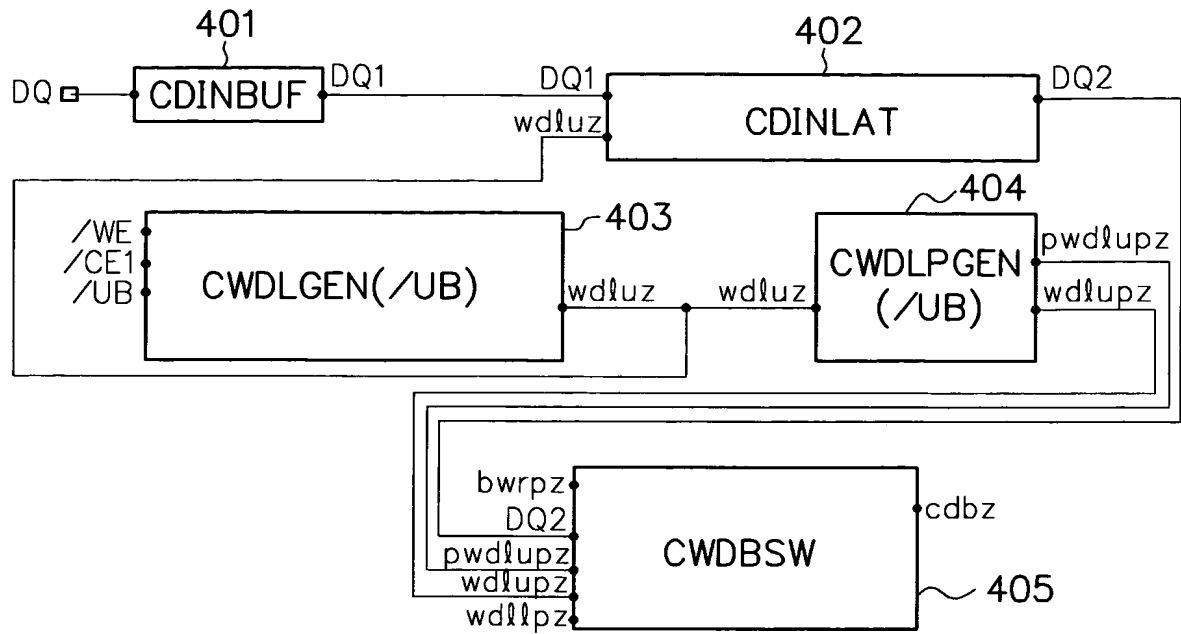 401
402
DQ
CDINBUF
DQ1
DQ1
wdluz
CDINLAT
DQ2
403
404
/WE
/CE1
/UB
CWDLGEN(/UB)
wdluz
wdluz
CWDLPGEN
(/UB)
pwdlupz
wdlupz
bwrpz
DQ2
pwdlupz
wdlupz
wdllpz
CWDBSW
cdbz
405